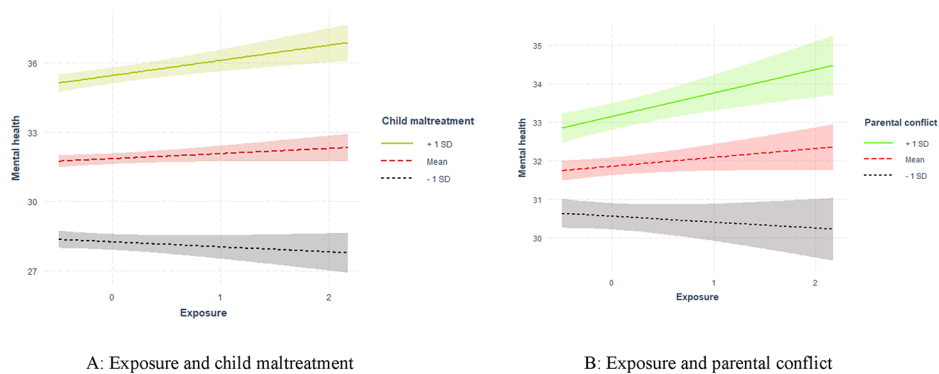 Mental health
36
33
30
27
0
1
2
Exposure
Child maltreatment
+ 1 SD
Mean
- 1 SD
A: Exposure and child maltreatment
Mental health
35
34
33
32
31
30
0
1
2
Exposure
Parental conflict
+ 1 SD
Mean
- 1 SD
B: Exposure and parental conflict